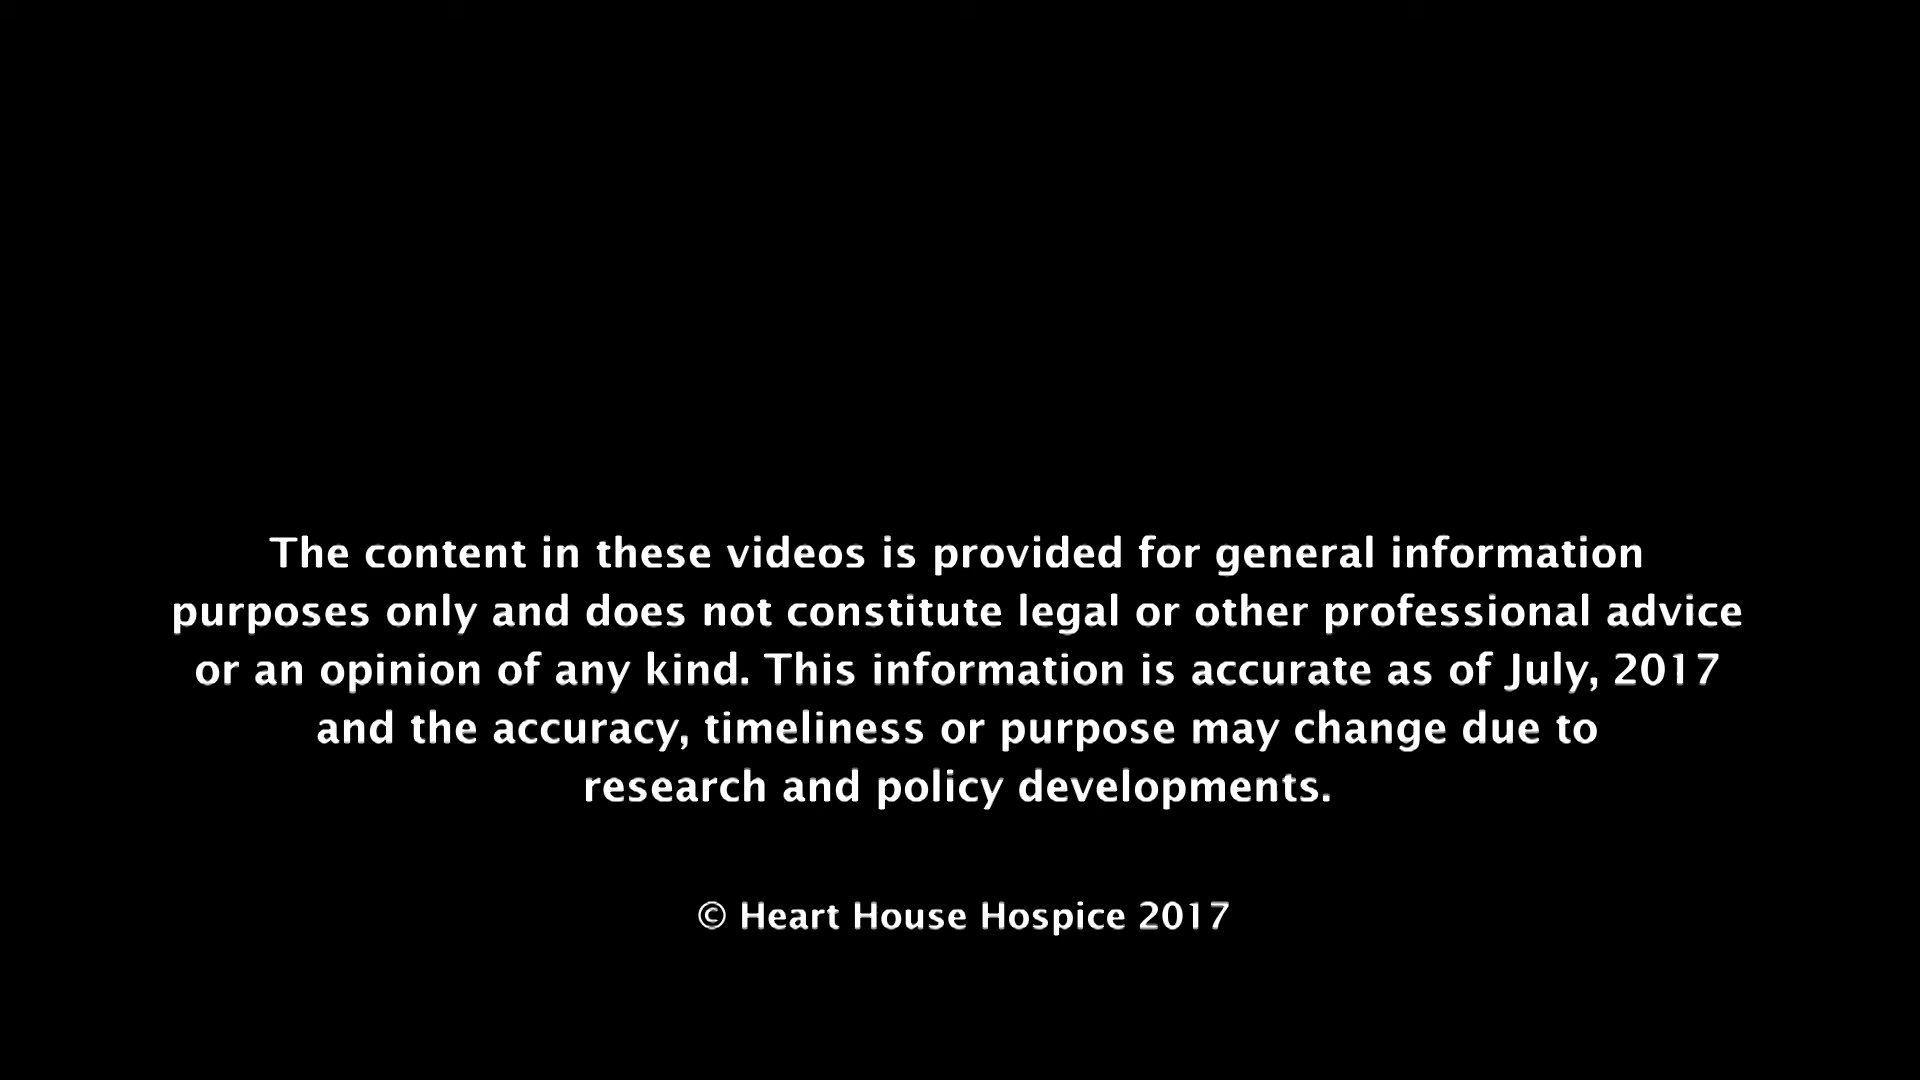 The content in these videos is provided for general information
purposes only and does not constitute legal or other professional advice
or an opinion of any kind. This information is accurate as of July, 2017
and the accuracy, timeliness or purpose may change due to
research and policy developments.
© Heart House Hospice 2017